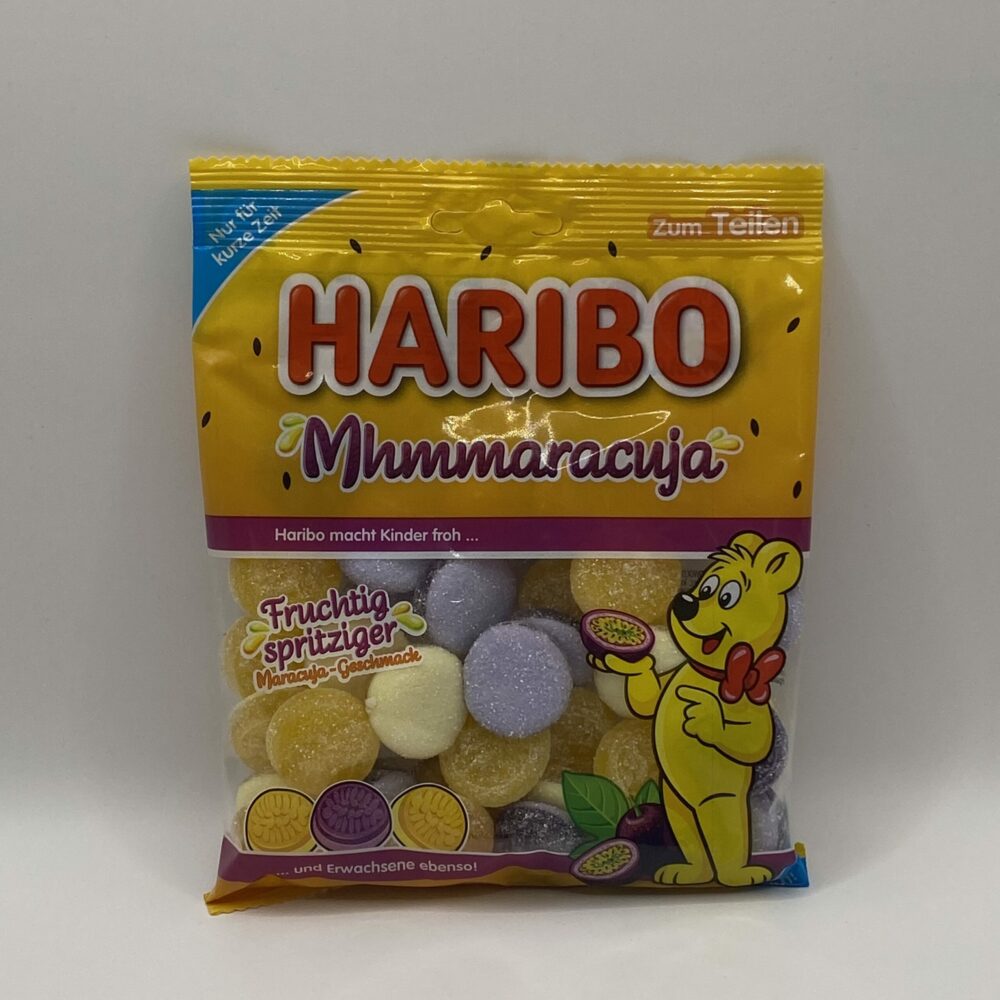 Nur für
kurze Zeit
Zum Teilen
HARIBO
Mhmmaracuja
Haribo macht Kinder froh ...
Fruchtig
spritziger
Maracuja-Geschmack
... und Erwachsene ebenso!